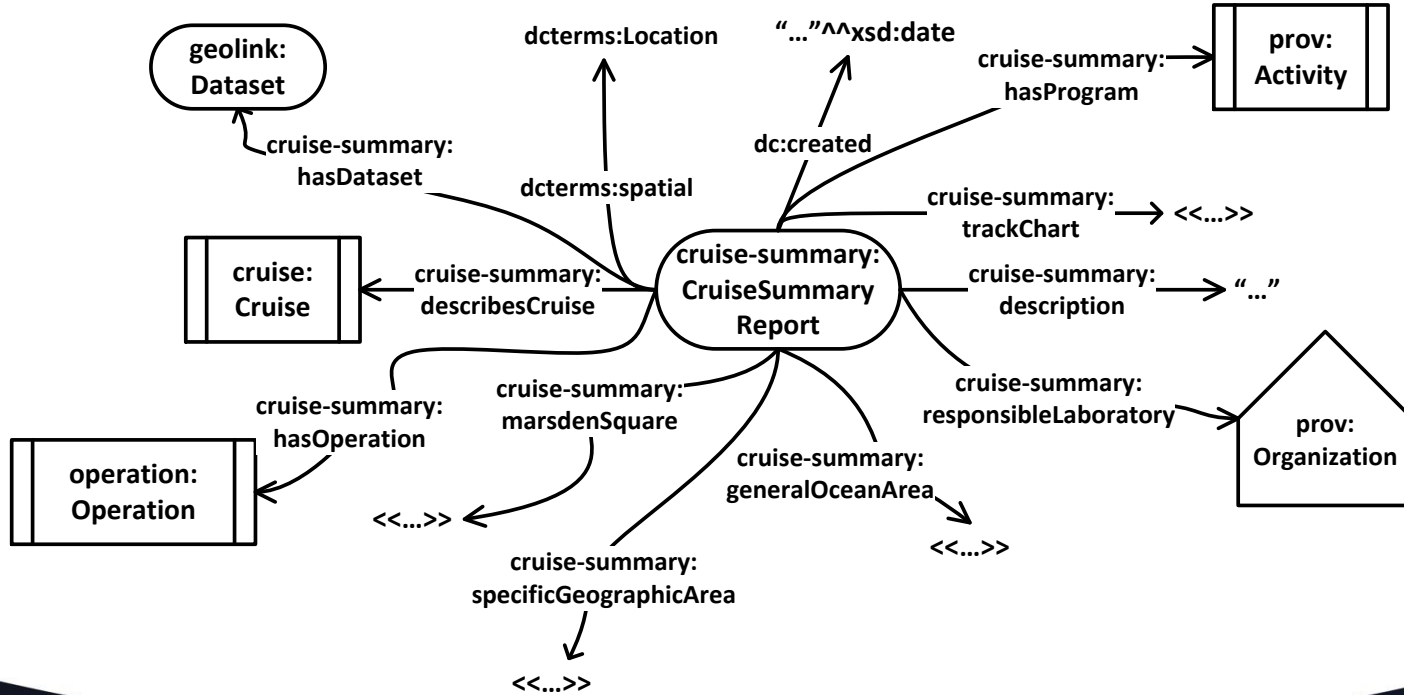 geolink:
Dataset
dcterms:Location
“...”^^xsd:date
cruise-summary:
hasProgram
prov:
Activity
cruise-summary:
hasDataset
dcterms:spatial
dc:created
cruise-summary:
trackChart
<<...>>
cruise:
Cruise
cruise-summary:
describesCruise
cruise-summary:
CruiseSummary
Report
cruise-summary:
description
“...”
cruise-summary:
hasOperation
cruise-summary:
marsdenSquare
cruise-summary:
responsibleLaboratory
prov:
Organization
operation:
Operation
cruise-summary:
generalOceanArea
<<...>>
<<...>>
cruise-summary:
specificGeographicArea
<<...>>